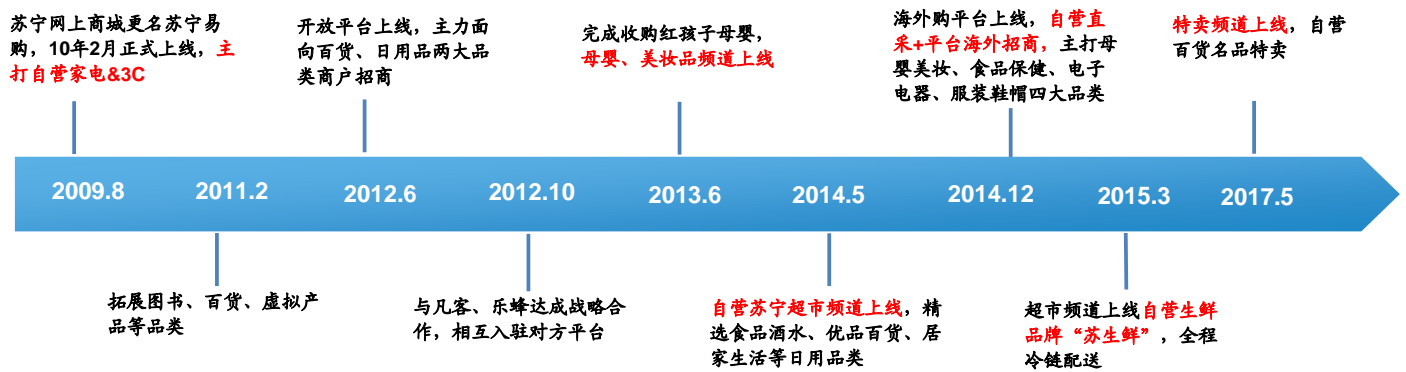 苏宁网上商城更名苏宁易
购，10年2月正式上线，主
打自营家电&3C
开放平台上线，主力面
向百货、日用品两大品
类商户招商
完成收购红孩子母婴，
母婴、美妆品频道上线
海外购平台上线，自营直
采+平台海外招商，主打母
婴美妆、食品保健、电子
电器、服装鞋帽四大品类
特卖频道上线，自营
百货名品特卖
2009.8
2011.2
2012.6
2012.10
2013.6
2014.5
2014.12
2015.3
2017.5
拓展图书、百货、虚拟产
品等品类
与凡客、乐蜂达成战略合
作，相互入驻对方平台
自营苏宁超市频道上线，精
选食品酒水、优品百货、居
家生活等日用品类
超市频道上线自营生鲜
品牌“苏生鲜”，全程
冷链配送